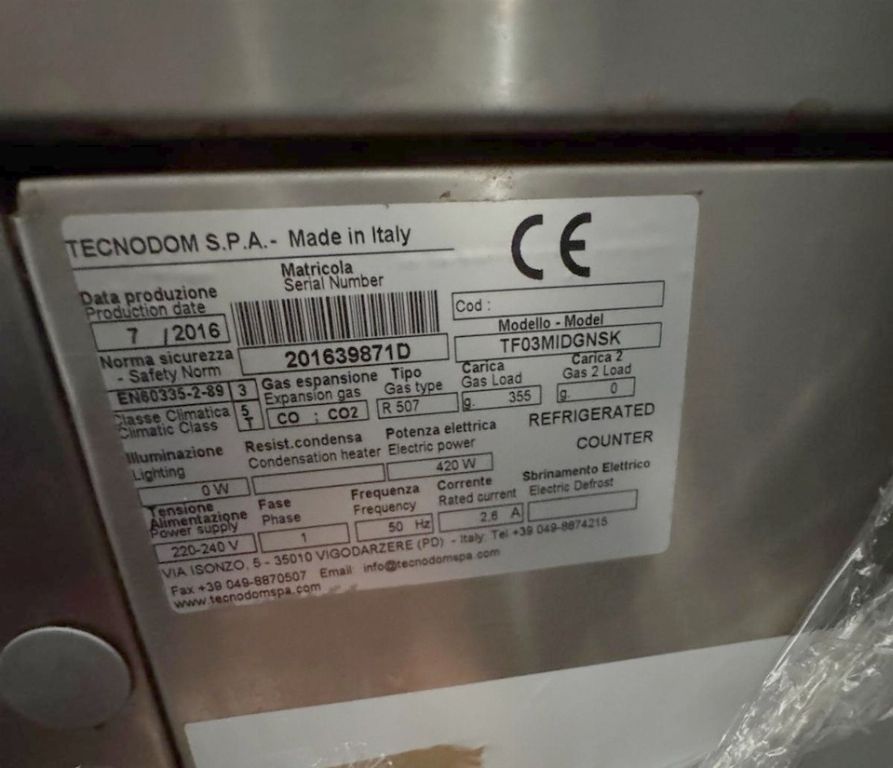 TECNODOM S.P.A.- Made in Italy
CE
Matricola
Serial Number
Data produzione
Production date
7 / 2016
201639871D
Cod :
Modello - Model
TF03MIDGNSK
Norma sicurezza
- Safety Norm
EN60335-2-89
3
Gas espansione
Expansion gas
CO ; CO2
Tipo
Gas type
R 507
Carica
Gas Load
g. 355
Carica 2
Gas 2 Load
g. 0
Classe Climatica
Climatic Class
5
T
REFRIGERATED
COUNTER
Illuminazione
Lighting
0 W
Resist.condensa
Condensation heater
Potenza elettrica
Electric power
420 W
Tensione
Alimentazione
Power supply
220-240 V
Fase
Phase
1
Frequenza
Frequency
50 Hz
Corrente
Rated current
2.6 A
Sbrinamento Elettrico
Electric Defrost
VIA ISONZO, 5 - 35010 VIGODARZERE (PD) - Italy. Tel +39 049-8874215
Fax +39 049-8870507 Email: info@tecnodomspa.com
www.tecnodomspa.com